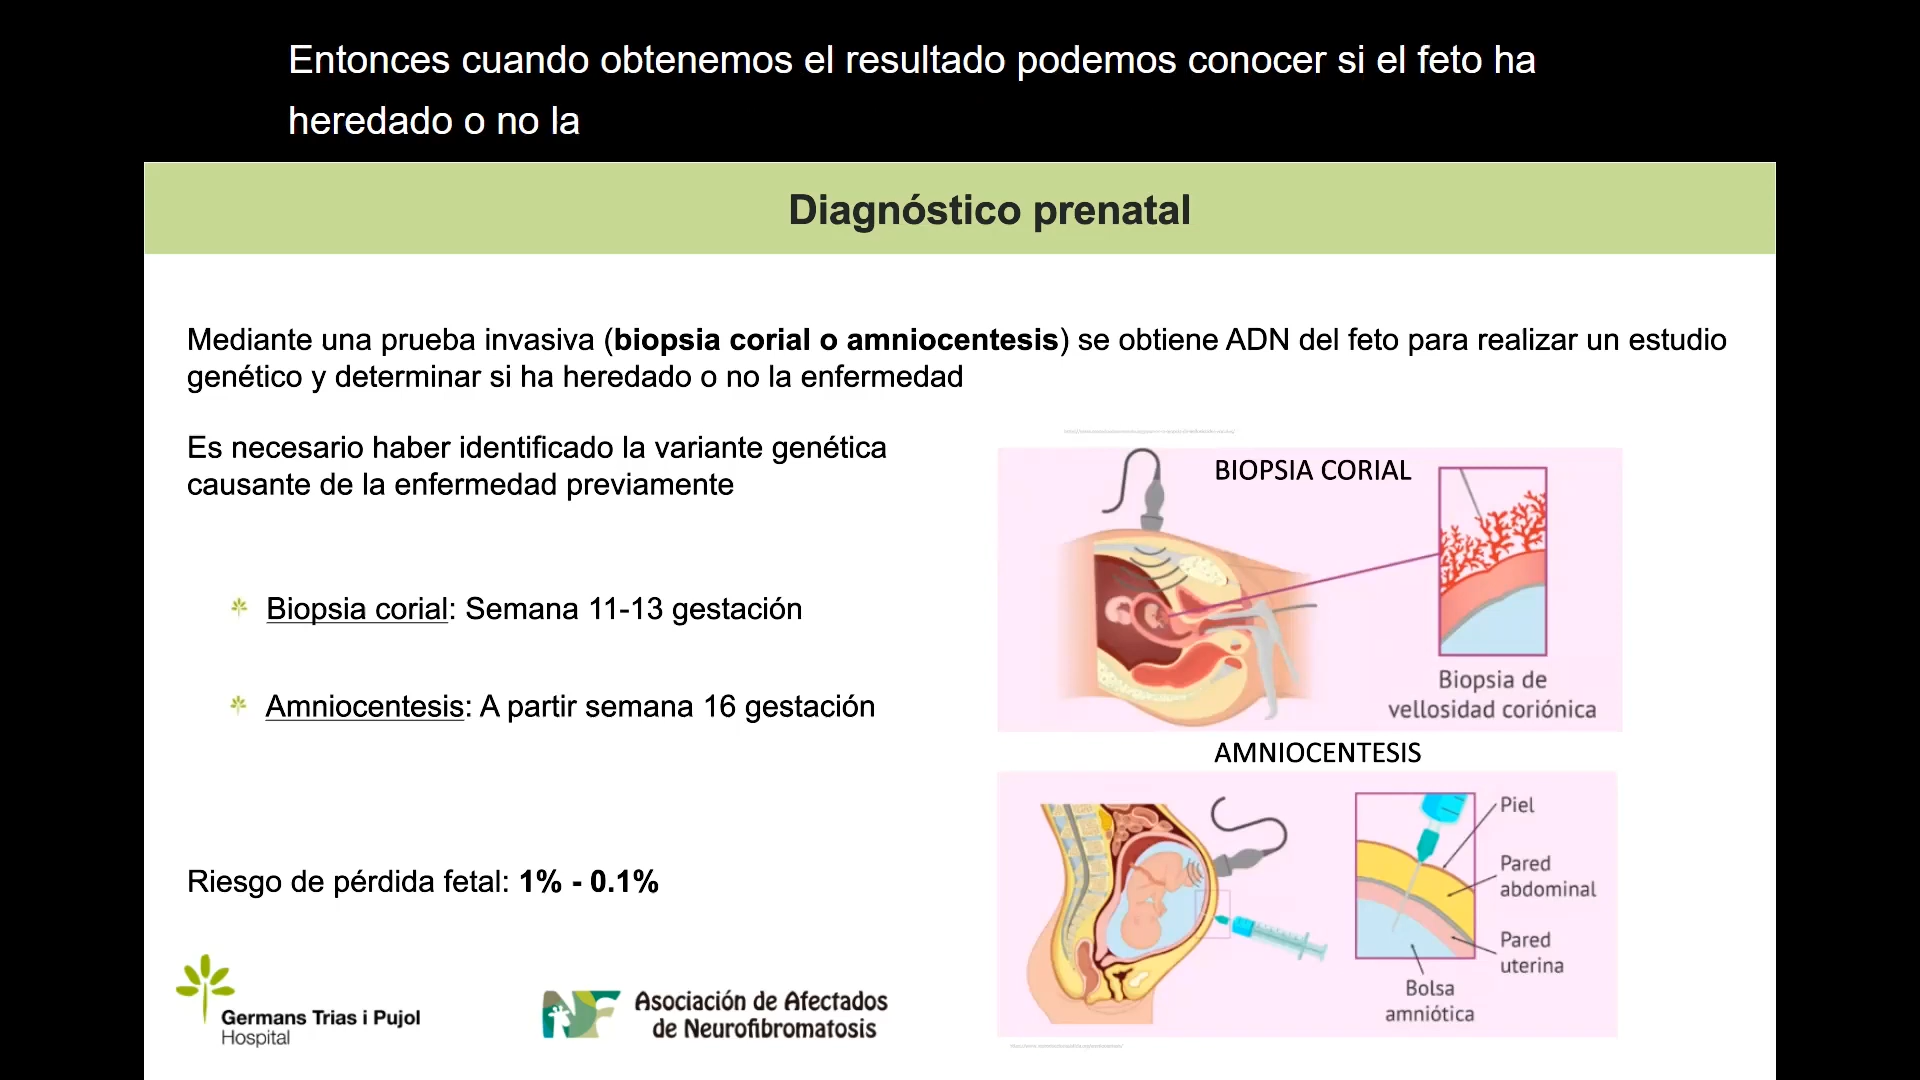 Entonces cuando obtenemos el resultado podemos conocer si el feto ha
heredado o no la
Diagnóstico prenatal
Mediante una prueba invasiva (biopsia corial o amniocentesis) se obtiene ADN del feto para realizar un estudio
genético y determinar si ha heredado o no la enfermedad
Es necesario haber identificado la variante genética
causante de la enfermedad previamente
Biopsia corial: Semana 11-13 gestación
Amniocentesis: A partir semana 16 gestación
Riesgo de pérdida fetal: 1% - 0.1%
BIOPSIA CORIAL
Biopsia de
vellosidad coriónica
AMNIOCENTESIS
Piel
Pared
abdominal
Pared
uterina
Bolsa
amniótica
Germans Trias i Pujol
Hospital
NF
Asociación de Afectados
de Neurofibromatosis